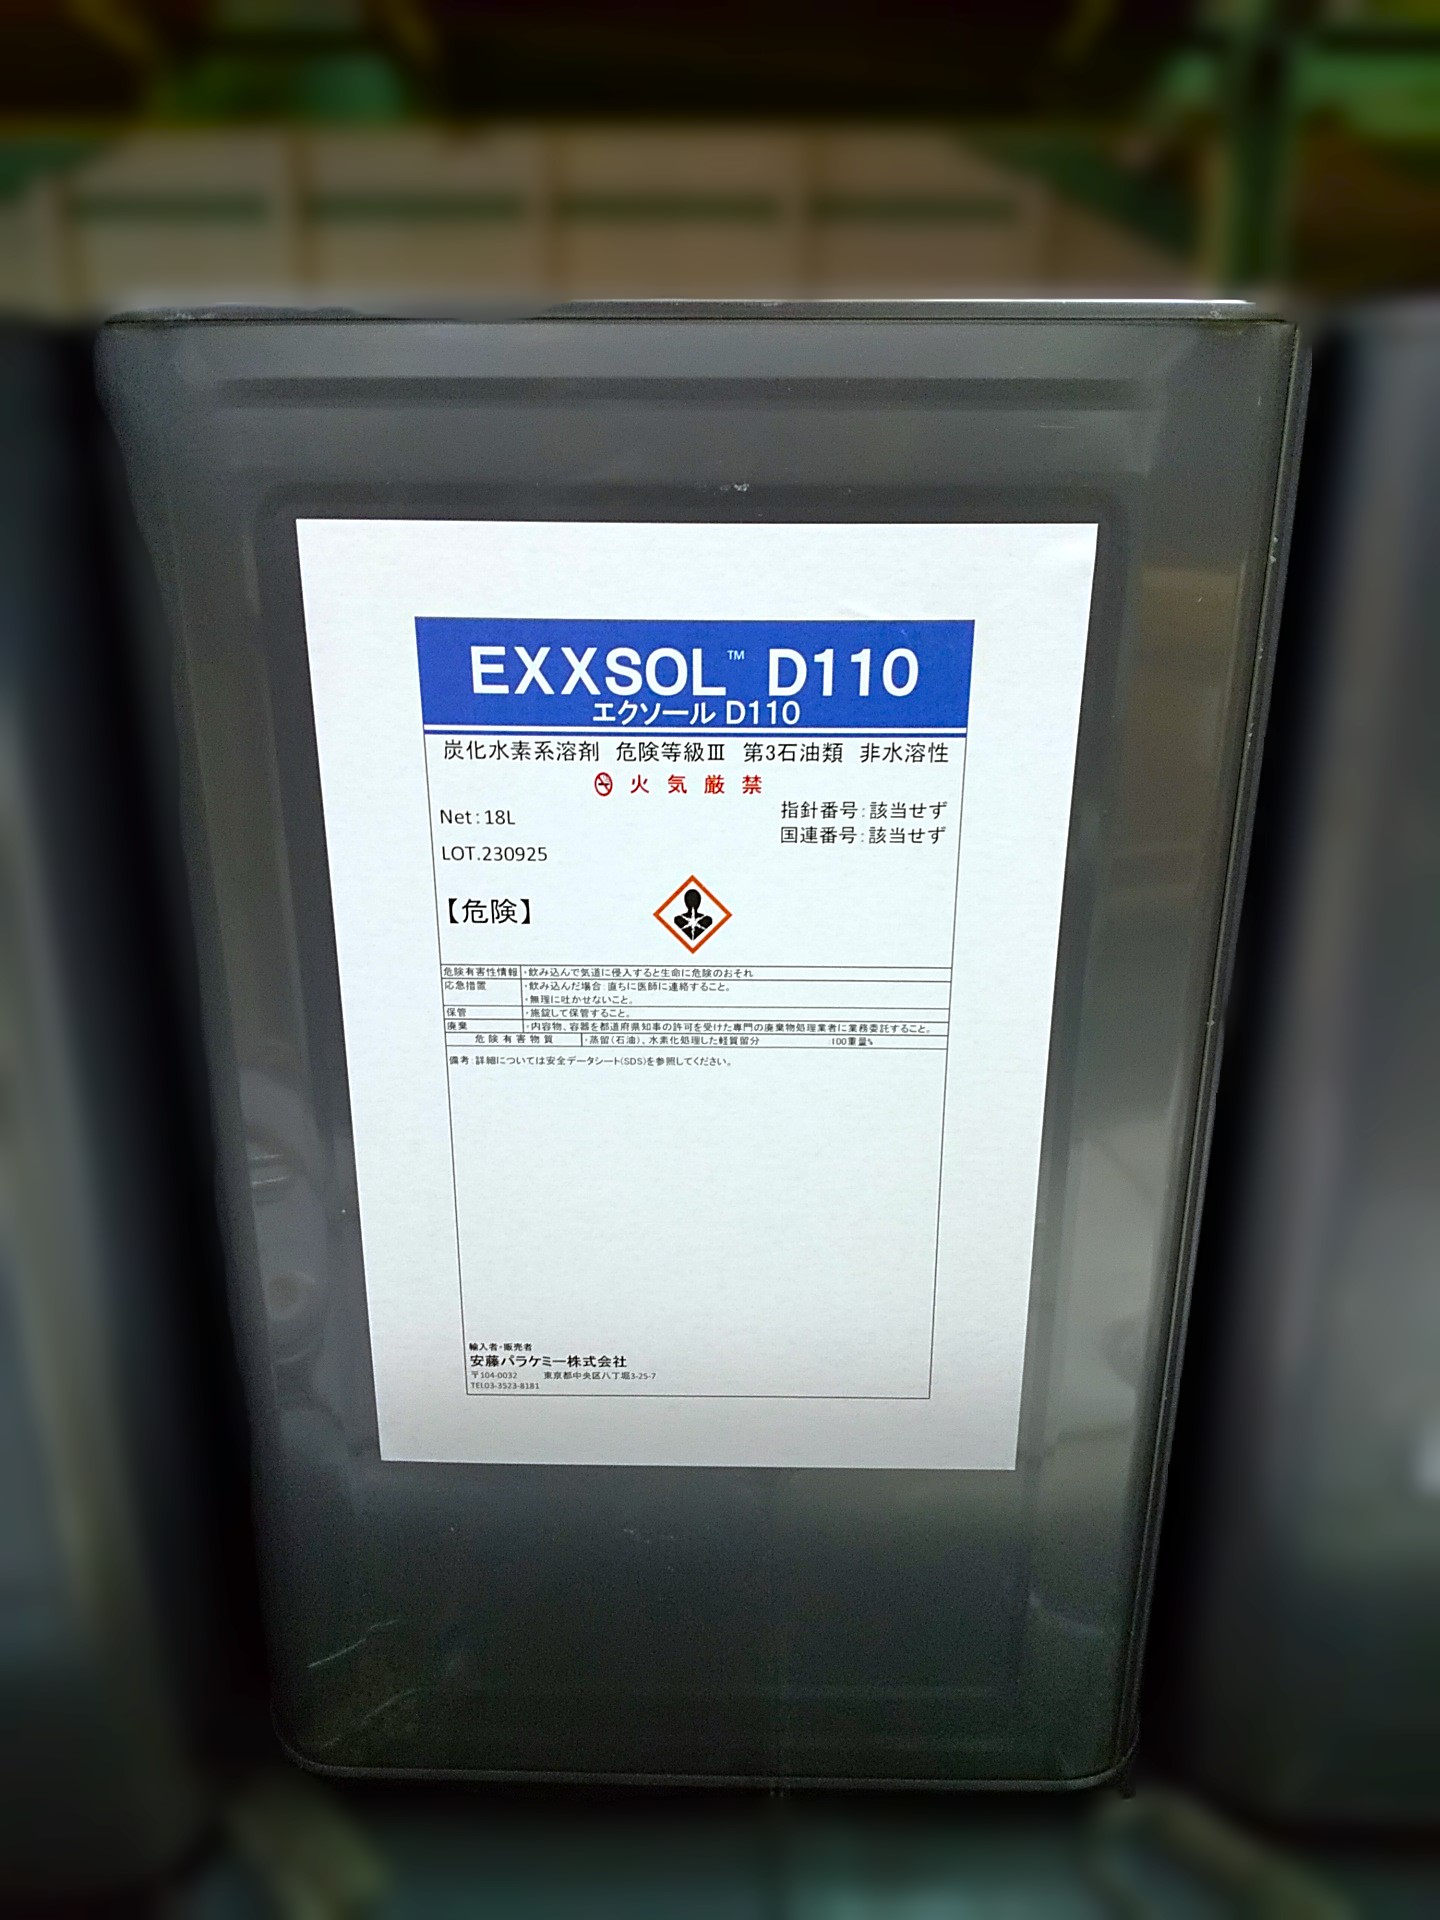 EXXSOL™ D110
エクソール D110
炭化水素系溶剤 危険等級Ⅲ 第3石油類 非水溶性
火気厳禁
Net:18L
指針番号:該当せず
国連番号:該当せず
LOT.230925
【危険】
危険有害性情報 ・飲み込んで気道に侵入すると生命に危険のおそれ
応急措置 ・飲み込んだ場合:直ちに医師に連絡すること。
・無理に吐かせないこと。
保管 ・施錠して保管すること。
廃棄 ・内容物、容器を都道府県知事の許可を受けた専門の廃棄物処理業者に業務委託すること。
危険有害物質 ・蒸留(石油)、水素化処理した軽質留分 100重量%
備考:詳細については安全データシート(SDS)を参照してください。
輸入者・販売者
安藤パラケミー株式会社
〒104-0032 東京都中央区八丁堀3-25-7
TEL03-3523-8181